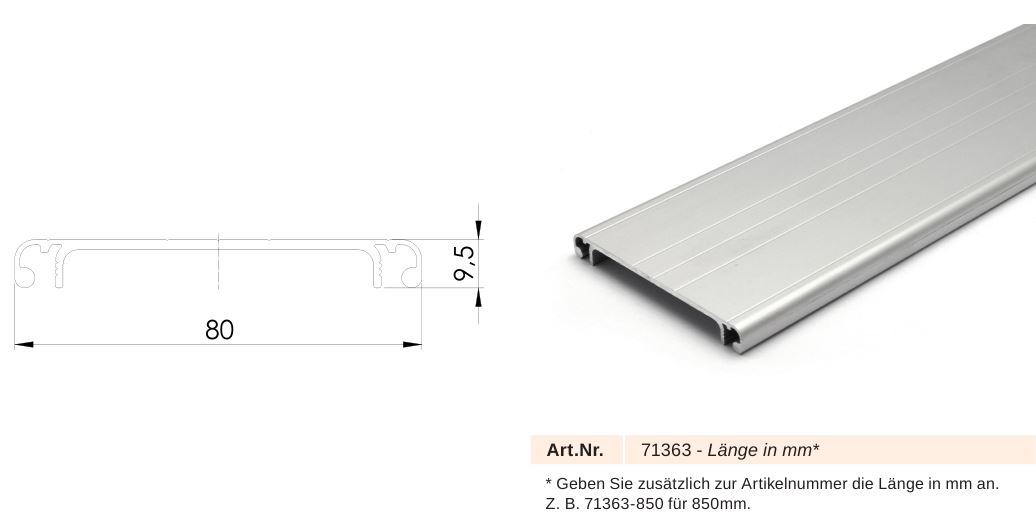 9,5
80
Art.Nr. 71363 - Länge in mm*
* Geben Sie zusätzlich zur Artikelnummer die Länge in mm an.
Z. B. 71363-850 für 850mm.